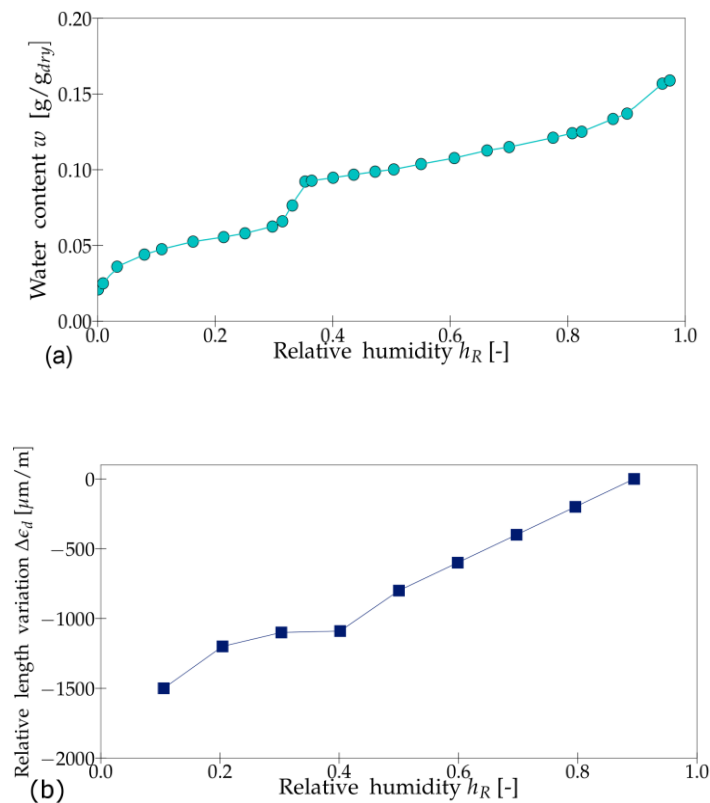 Water content w [g/g_dry]
0.20
0.15
0.10
0.05
0.00
0.0 0.2 0.4 0.6 0.8 1.0
Relative humidity h_R [-]
(a)
Relative length variation Δϵ_d [µm/m]
0
−500
−1000
−1500
−2000
0.0 0.2 0.4 0.6 0.8 1.0
Relative humidity h_R [-]
(b)